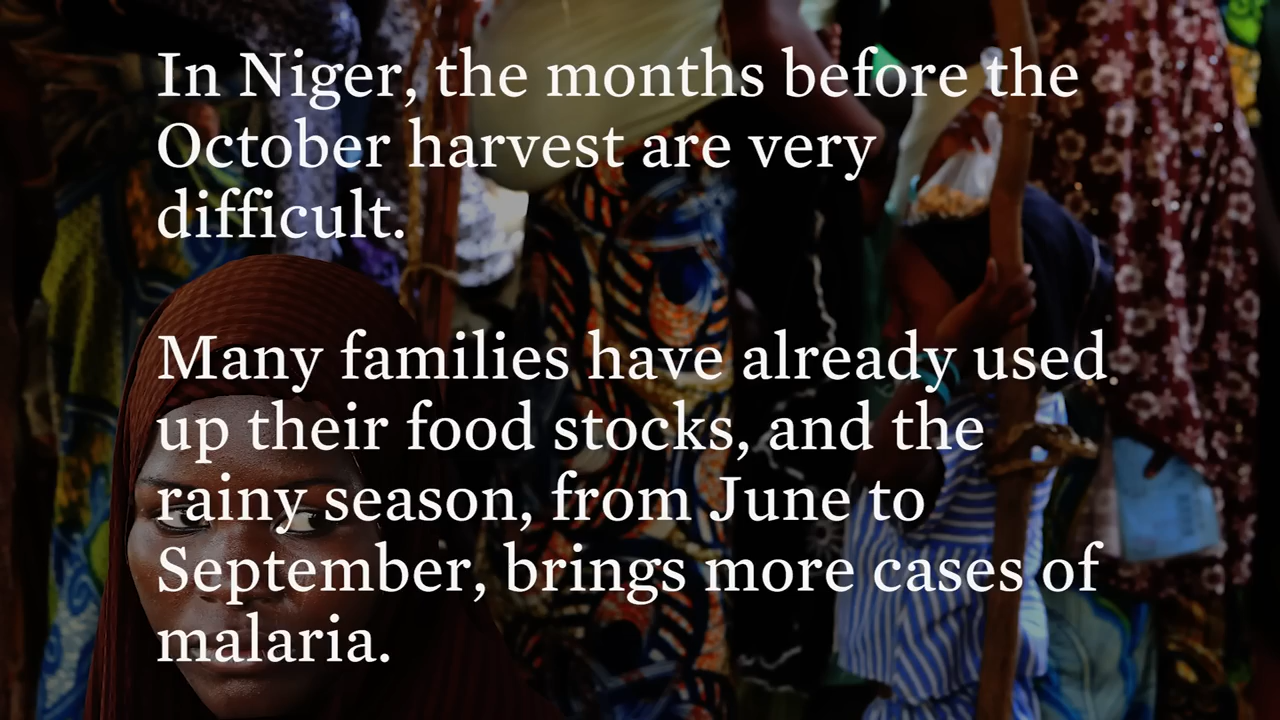 In Niger, the months before the
October harvest are very
difficult.
Many families have already used
up their food stocks, and the
rainy season, from June to
September, brings more cases of
malaria.